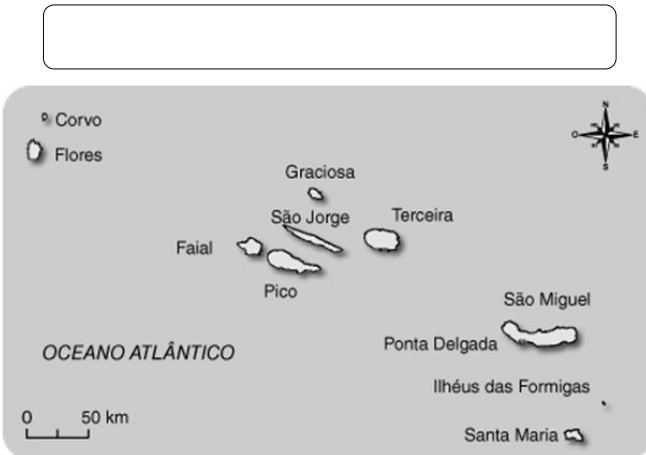 N
O
E
S
Corvo
Flores
Graciosa
São Jorge
Terceira
Faial
Pico
São Miguel
Ponta Delgada
OCEANO ATLÂNTICO
Ilhéus das Formigas
0 50 km
Santa Maria